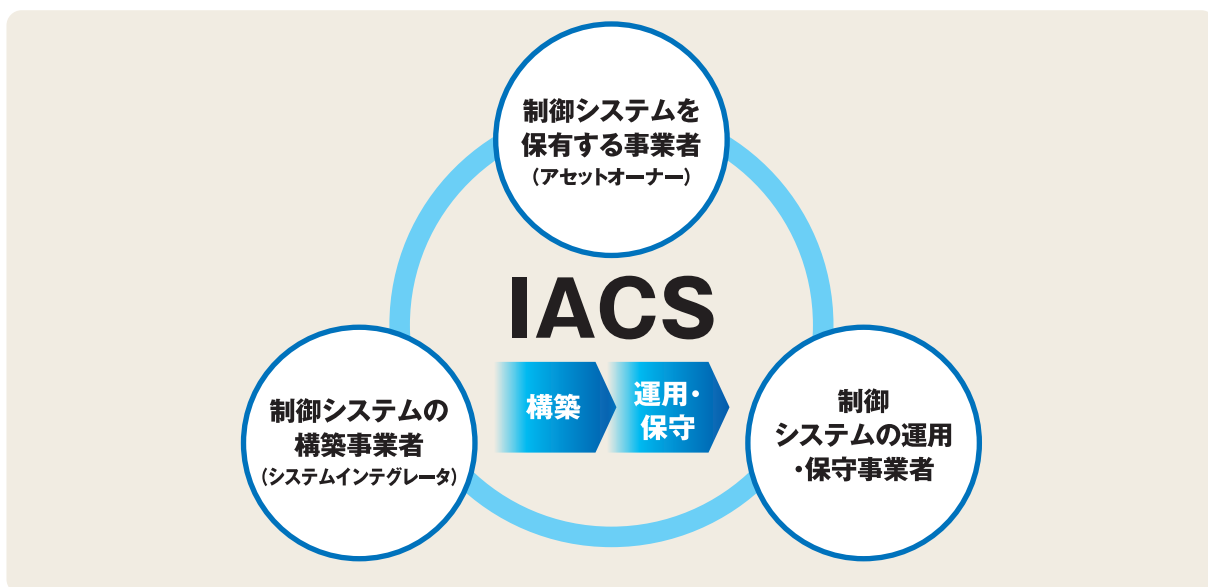 制御システムを
保有する事業者
(アセットオーナー)
IACS
構築
運用・
保守
制御システムの
構築事業者
(システムインテグレータ)
制御
システムの運用
・保守事業者